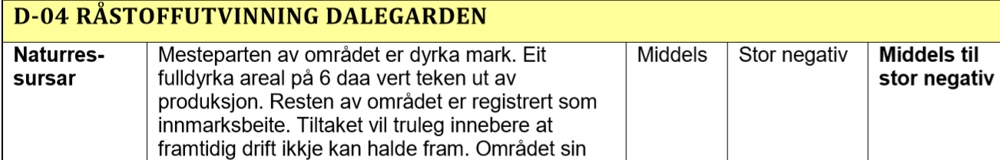 D-04 RÅSTOFFUTVINNING DALEGARDEN
Naturres- Mesteparten av området er dyrka mark. Eit Middels Stor negativ Middels til
sursar fulldyrka areal på 6 daa vert teken ut av stor negativ
produksjon. Resten av området er registrert som
innmarksbeite. Tiltaket vil truleg innebere at
framtidig drift ikkje kan halde fram. Området sin